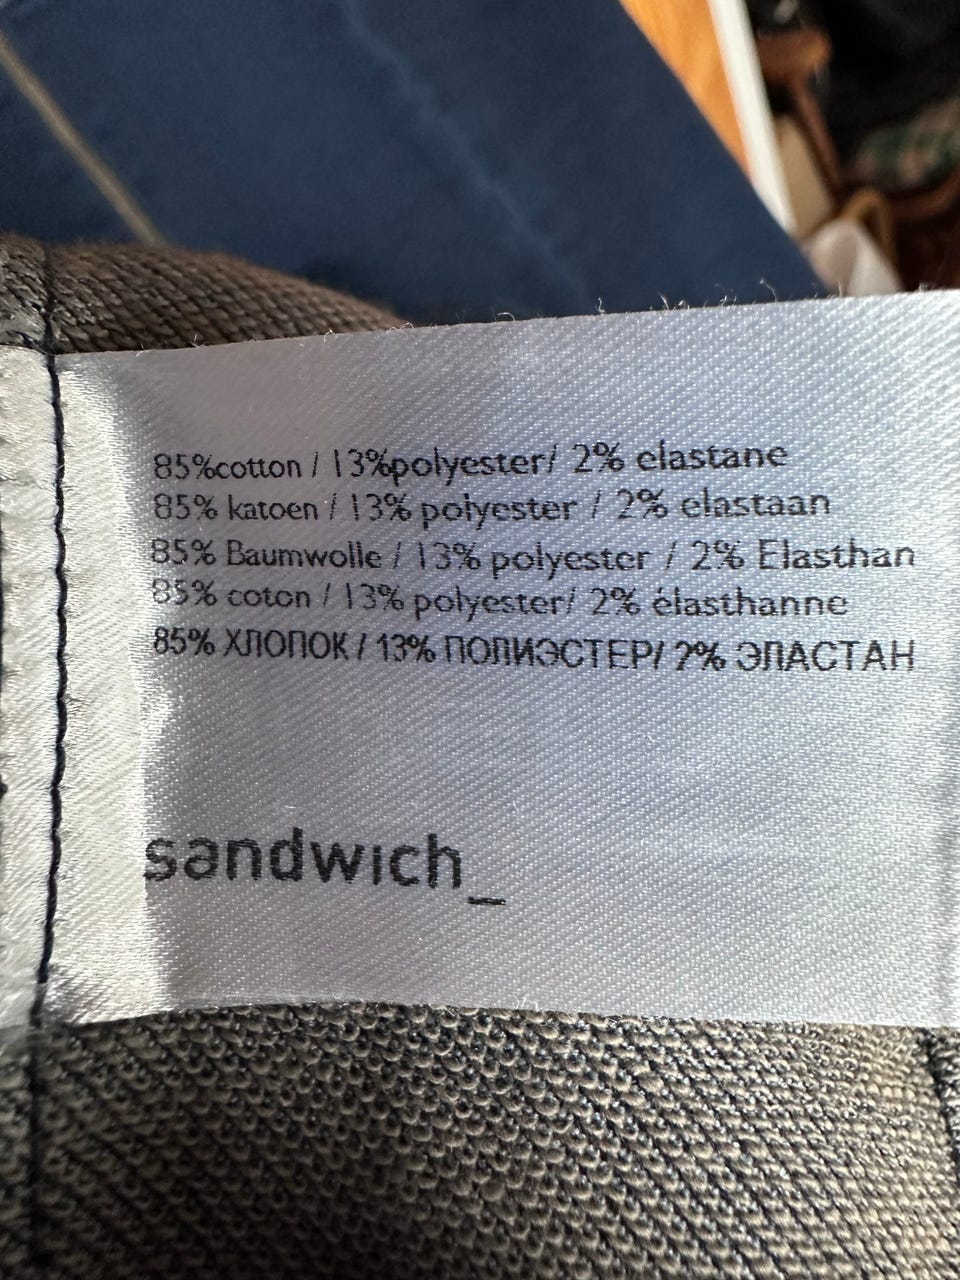 85%cotton / 13%polyester/ 2% elastane
85% katoen / 13% polyester / 2% elastaan
85% Baumwolle / 13% polyester / 2% Elasthan
85% coton / 13% polyester/ 2% élasthanne
85% ХЛОПОК / 13% ПОЛИЭСТЕР/ 2% ЭЛАСТАН
sandwich_